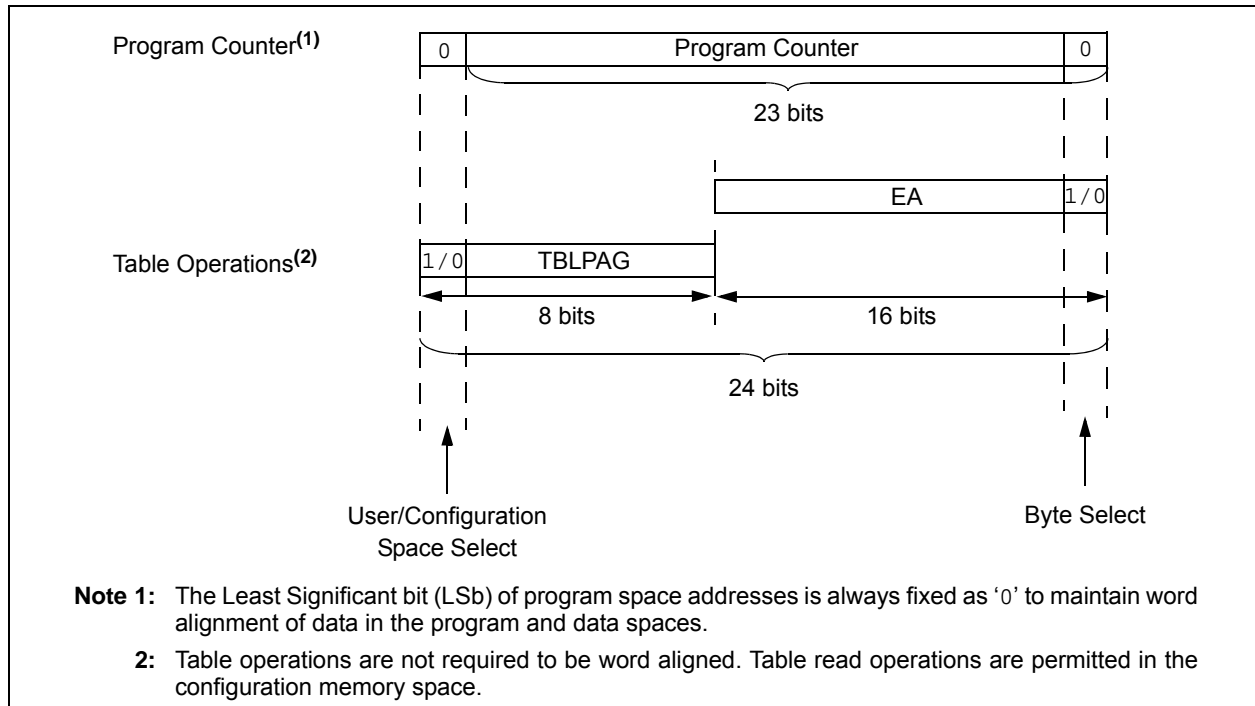 Program Counter(1)
0 Program Counter 0
23 bits
EA 1/0
Table Operations(2)
1/0 TBLPAG
8 bits 16 bits
24 bits
User/Configuration
Space Select
Byte Select
Note 1: The Least Significant bit (LSb) of program space addresses is always fixed as ‘0’ to maintain word
alignment of data in the program and data spaces.
2: Table operations are not required to be word aligned. Table read operations are permitted in the
configuration memory space.